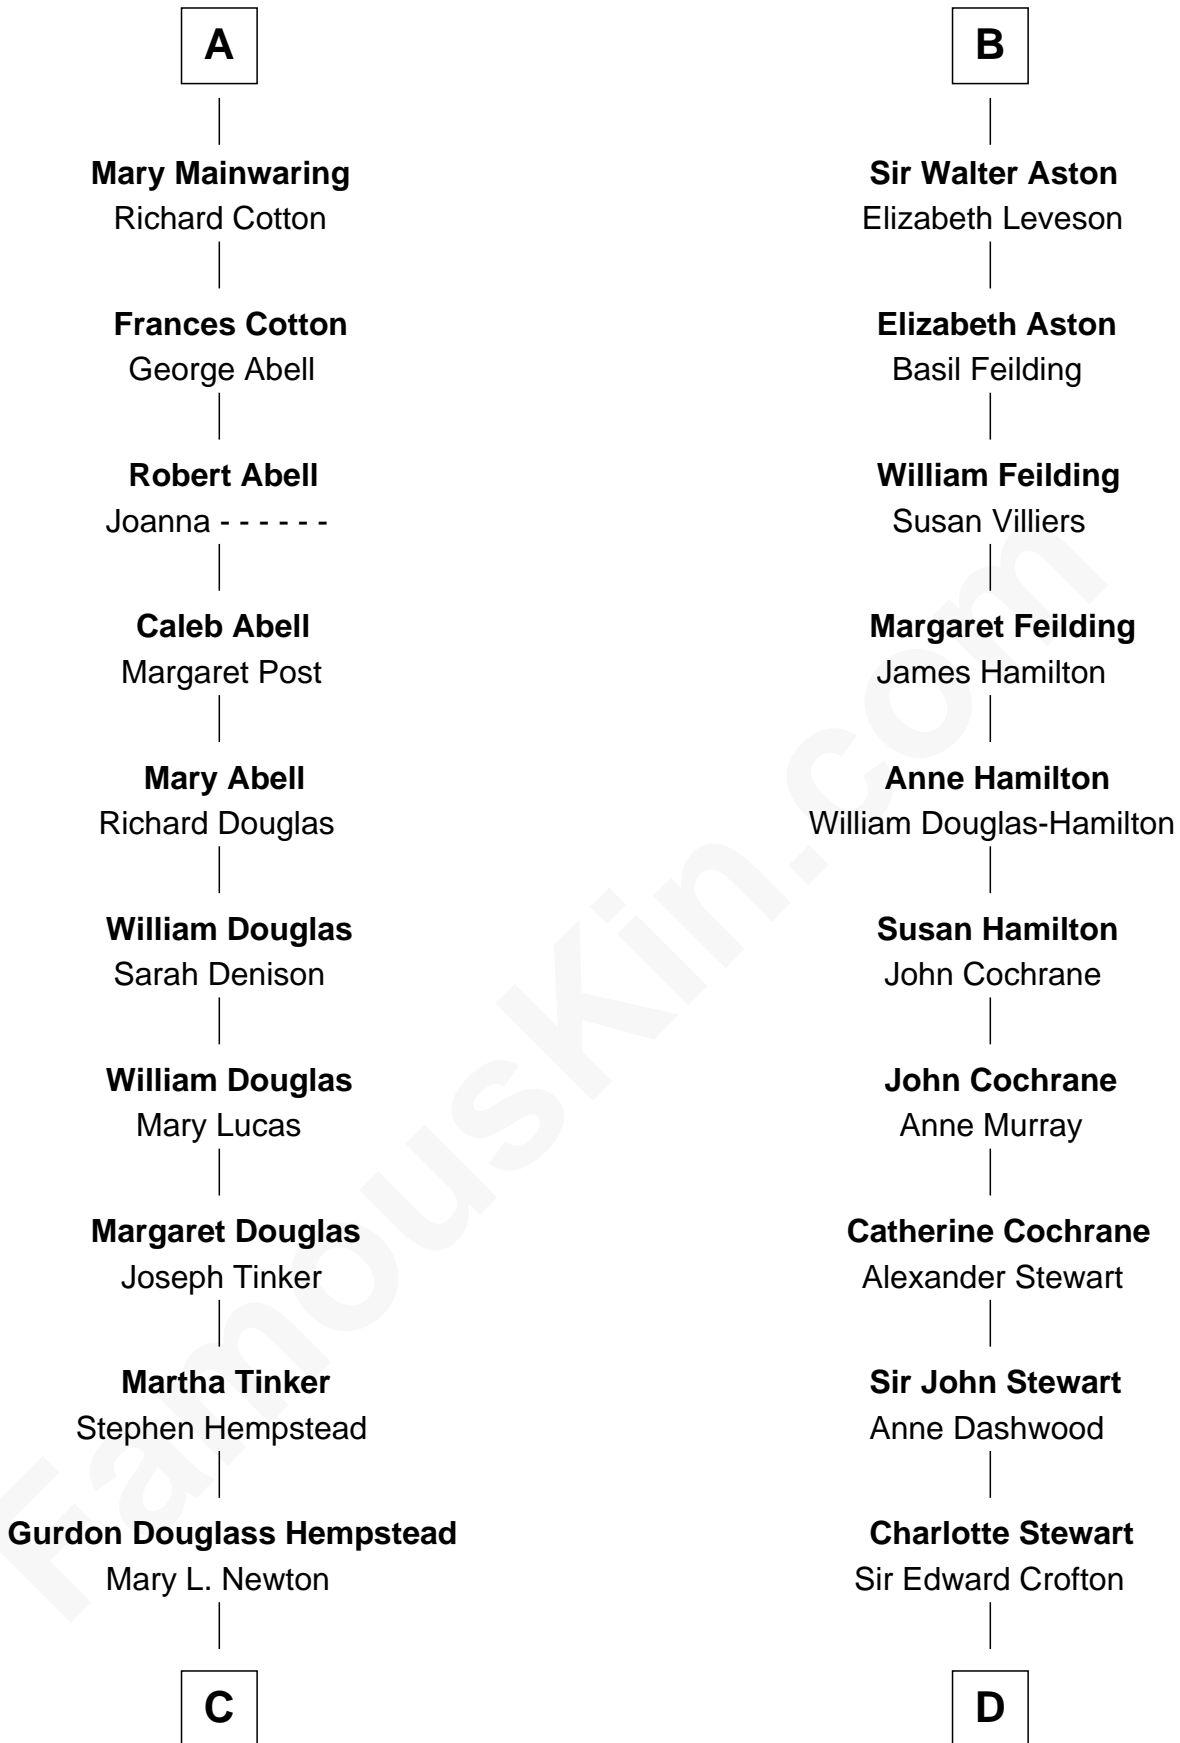 A
Mary Mainwaring
Richard Cotton
Frances Cotton
George Abell
Robert Abell
Joanna - - - - - -
Caleb Abell
Margaret Post
Mary Abell
Richard Douglas
William Douglas
Sarah Denison
William Douglas
Mary Lucas
Margaret Douglas
Joseph Tinker
Martha Tinker
Stephen Hempstead
Gurdon Douglass Hempstead
Mary L. Newton
C
B
Sir Walter Aston
Elizabeth Leveson
Elizabeth Aston
Basil Feilding
William Feilding
Susan Villiers
Margaret Feilding
James Hamilton
Anne Hamilton
William Douglas-Hamilton
Susan Hamilton
John Cochrane
John Cochrane
Anne Murray
Catherine Cochrane
Alexander Stewart
Sir John Stewart
Anne Dashwood
Charlotte Stewart
Sir Edward Crofton
D
FamousKin.com